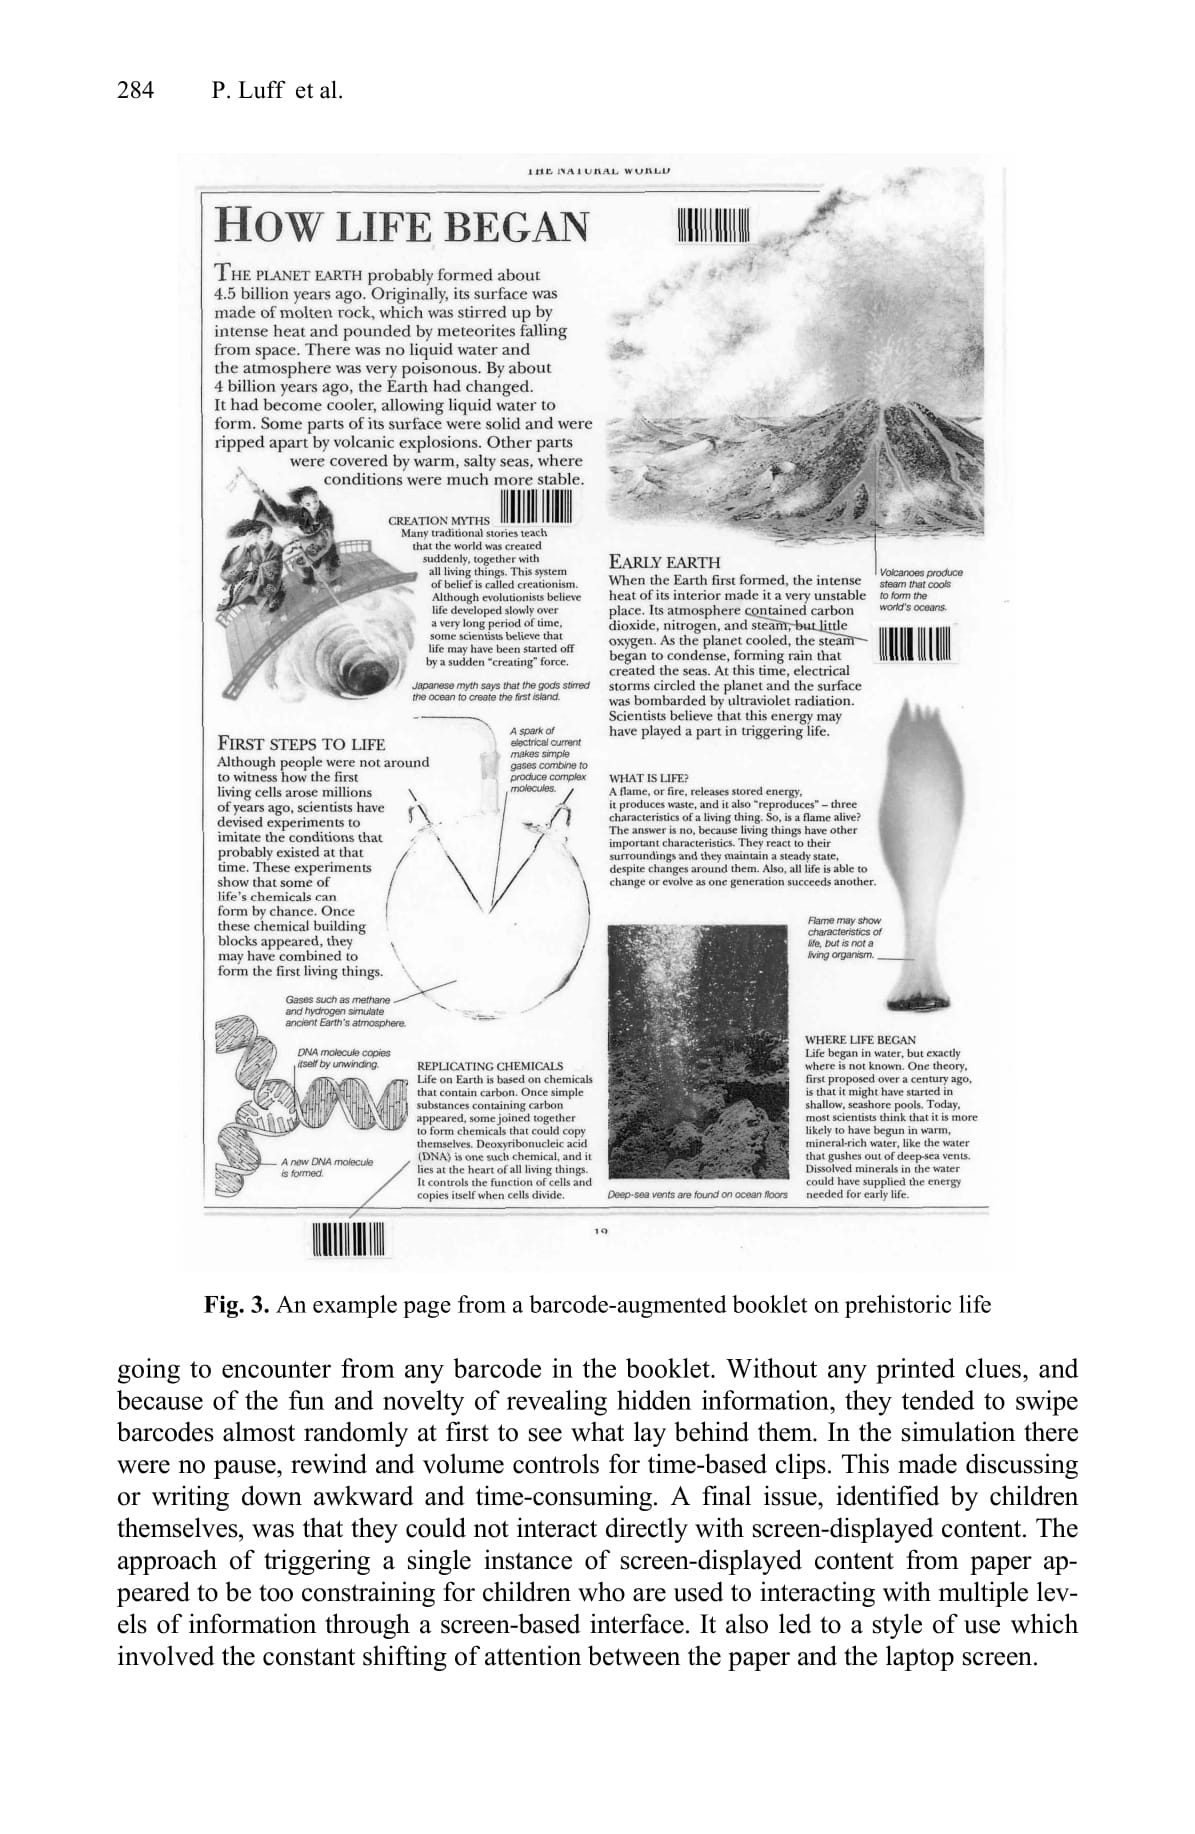 284 P. Luff et al.
THE NATURAL WORLD
HOW LIFE BEGAN
THE PLANET EARTH probably formed about
4.5 billion years ago. Originally, its surface was
made of molten rock, which was stirred up by
intense heat and pounded by meteorites falling
from space. There was no liquid water and
the atmosphere was very poisonous. By about
4 billion years ago, the Earth had changed.
It had become cooler, allowing liquid water to
form. Some parts of its surface were solid and were
ripped apart by volcanic explosions. Other parts
were covered by warm, salty seas, where
conditions were much more stable.
CREATION MYTHS
Many traditional stories teach
that the world was created
suddenly, together with
all living things. This system
of belief is called creationism.
Although evolutionists believe
life developed slowly over
a very long period of time,
some scientists believe that
life may have been started off
by a sudden "creating" force.
Japanese myth says that the gods stirred
the ocean to create the first island.
EARLY EARTH
When the Earth first formed, the intense
heat of its interior made it a very unstable
place. Its atmosphere contained carbon
dioxide, nitrogen, and steam, but little
oxygen. As the planet cooled, the steam
began to condense, forming rain that
created the seas. At this time, electrical
storms circled the planet and the surface
was bombarded by ultraviolet radiation.
Scientists believe that this energy may
have played a part in triggering life.
Volcanoes produce
steam that cools
to form the
world's oceans.
FIRST STEPS TO LIFE
Although people were not around
to witness how the first
living cells arose millions
of years ago, scientists have
devised experiments to
imitate the conditions that
probably existed at that
time. These experiments
show that some of
life's chemicals can
form by chance. Once
these chemical building
blocks appeared, they
may have combined to
form the first living things.
A spark of
electrical current
makes simple
gases combine to
produce complex
molecules.
Gases such as methane
and hydrogen simulate
ancient Earth's atmosphere.
WHAT IS LIFE?
A flame, or fire, releases stored energy,
it produces waste, and it also "reproduces" – three
characteristics of a living thing. So, is a flame alive?
The answer is no, because living things have other
important characteristics. They react to their
surroundings and they maintain a steady state,
despite changes around them. Also, all life is able to
change or evolve as one generation succeeds another.
Flame may show
characteristics of
life, but is not a
living organism.
DNA molecule copies
itself by unwinding.
A new DNA molecule
is formed.
REPLICATING CHEMICALS
Life on Earth is based on chemicals
that contain carbon. Once simple
substances containing carbon
appeared, some joined together
to form chemicals that could copy
themselves. Deoxyribonucleic acid
(DNA) is one such chemical, and it
lies at the heart of all living things.
It controls the function of cells and
copies itself when cells divide.
Deep-sea vents are found on ocean floors
WHERE LIFE BEGAN
Life began in water, but exactly
where is not known. One theory,
first proposed over a century ago,
is that it might have started in
shallow, seashore pools. Today,
most scientists think that it is more
likely to have begun in warm,
mineral-rich water, like the water
that gushes out of deep-sea vents.
Dissolved minerals in the water
could have supplied the energy
needed for early life.
Fig. 3. An example page from a barcode-augmented booklet on prehistoric life
going to encounter from any barcode in the booklet. Without any printed clues, and
because of the fun and novelty of revealing hidden information, they tended to swipe
barcodes almost randomly at first to see what lay behind them. In the simulation there
were no pause, rewind and volume controls for time-based clips. This made discussing
or writing down awkward and time-consuming. A final issue, identified by children
themselves, was that they could not interact directly with screen-displayed content. The
approach of triggering a single instance of screen-displayed content from paper ap-
peared to be too constraining for children who are used to interacting with multiple lev-
els of information through a screen-based interface. It also led to a style of use which
involved the constant shifting of attention between the paper and the laptop screen.